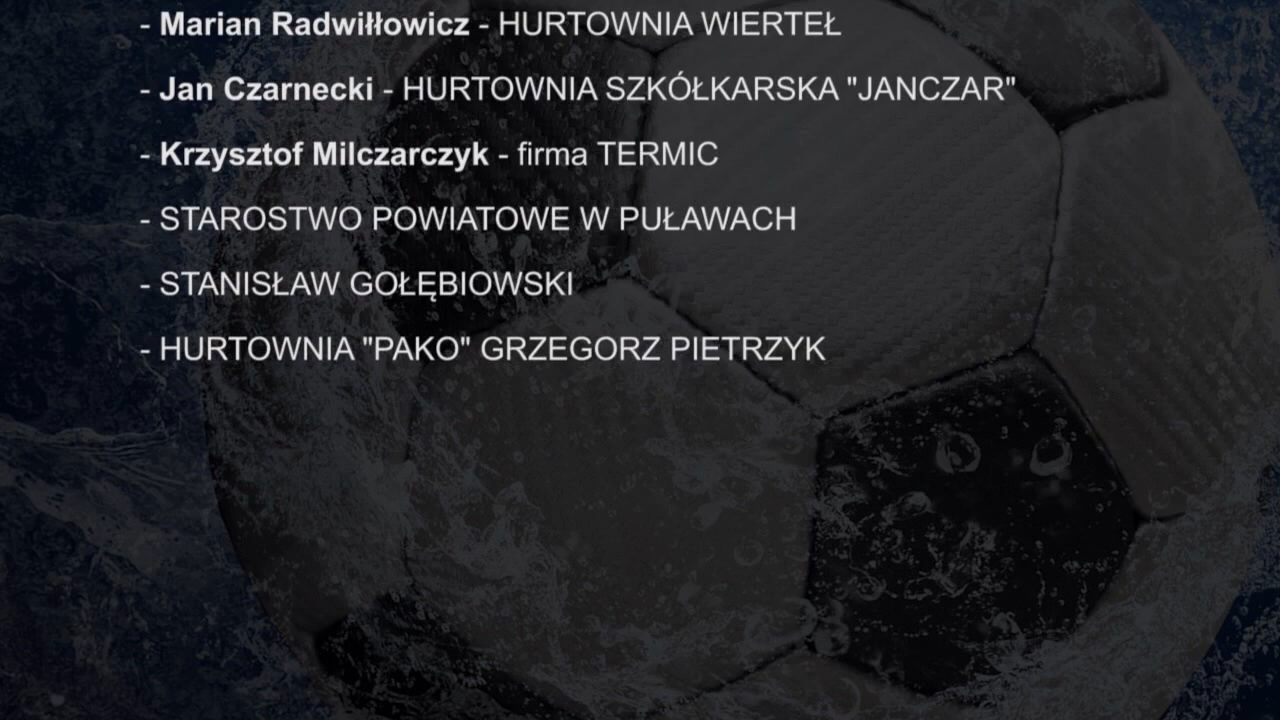 - Marian Radwiłłowicz - HURTOWNIA WIERTEŁ
- Jan Czarnecki - HURTOWNIA SZKÓŁKARSKA "JANCZAR"
- Krzysztof Milczarczyk - firma TERMIC
- STAROSTWO POWIATOWE W PUŁAWACH
- STANISŁAW GOŁĘBIOWSKI
- HURTOWNIA "PAKO" GRZEGORZ PIETRZYK